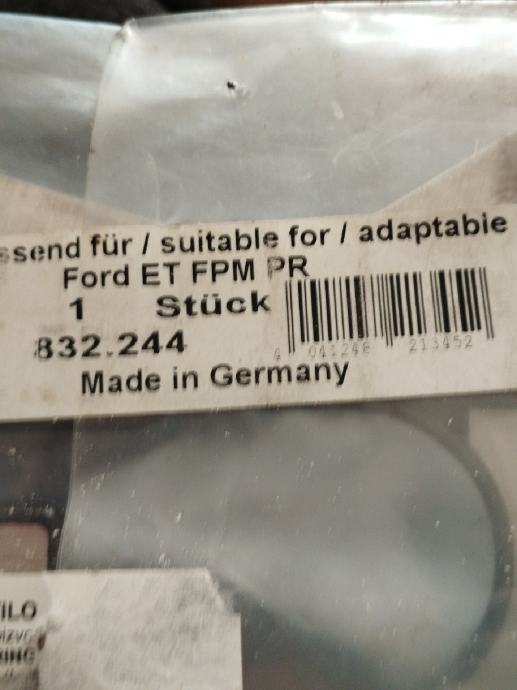 ssend für / suitable for / adaptabie
Ford ET FPM PR
1 Stück
832.244
4 041248 213452
Made in Germany
ILO